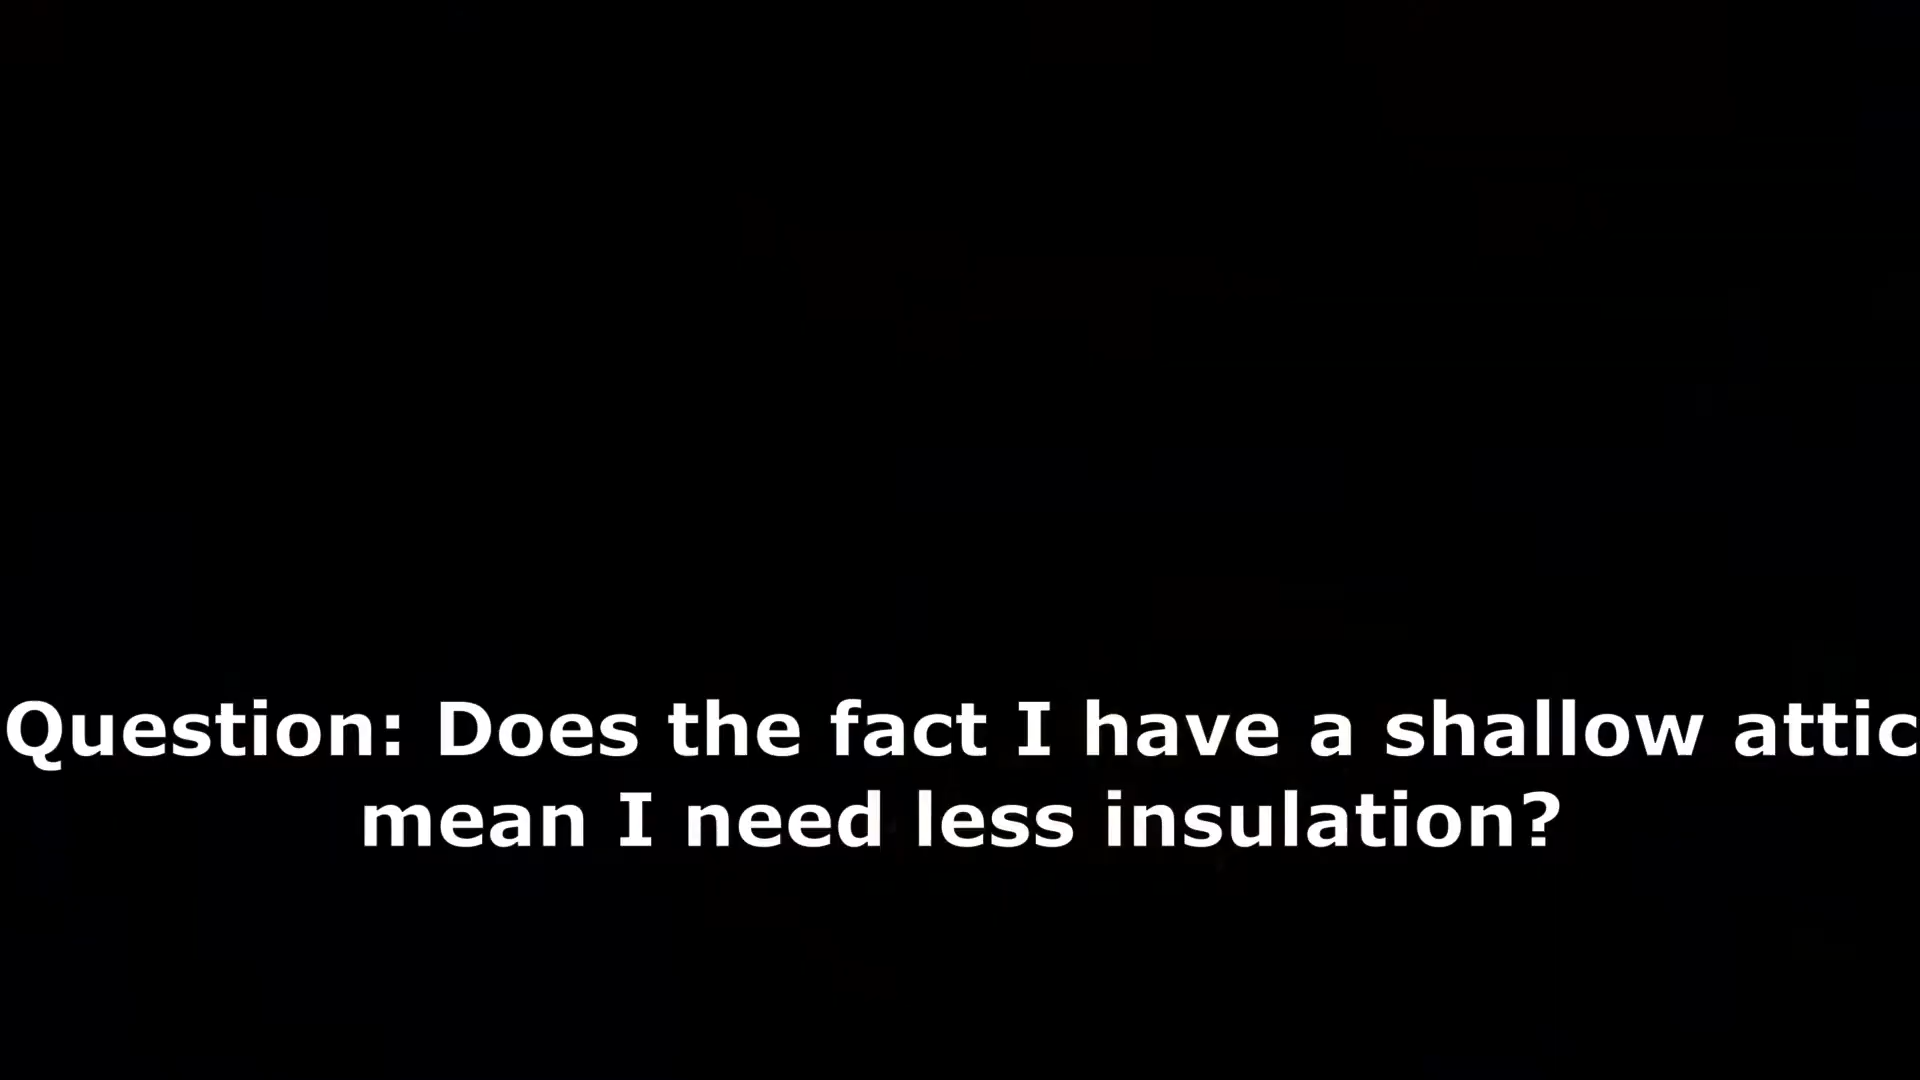 Question: Does the fact I have a shallow attic
mean I need less insulation?